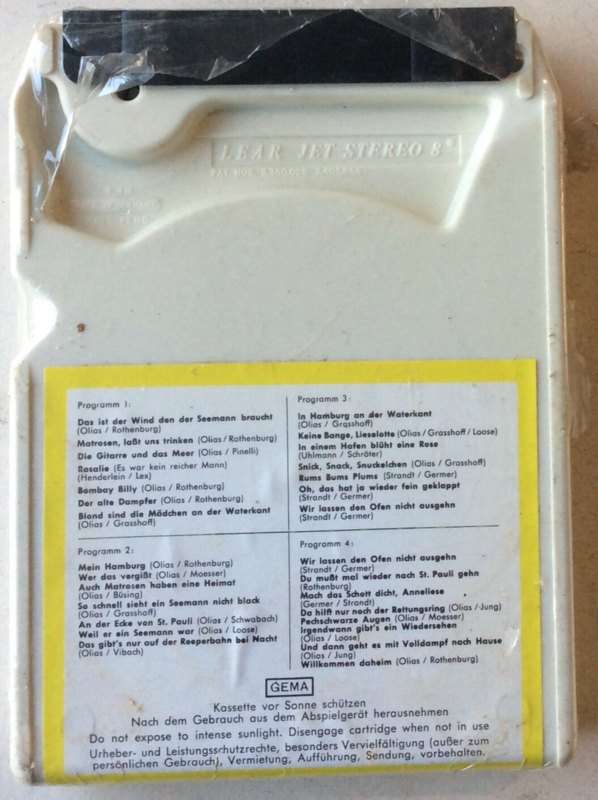 LEAR JET STEREO 8®
PAT. NOS.
Programm 1:
Das ist der Wind den der Seemann braucht
(Olias / Rothenburg)
Matrosen, laßt uns trinken (Olias / Rothenburg)
Die Gitarre und das Meer (Olias / Pinelli)
Rosalie (Es war kein reicher Mann)
(Henderlein / Lex)
Bombay Billy (Olias / Rothenburg)
Der alte Dampfer (Olias / Rothenburg)
Blond sind die Mädchen an der Waterkant
(Olias / Grasshoff)
Programm 2:
Mein Hamburg (Olias / Rothenburg)
Wer das vergißt (Olias / Moesser)
Auch Matrosen haben eine Heimat
(Olias / Büsing)
So schnell sieht ein Seemann nicht black
(Olias / Grasshoff)
An der Ecke von St. Pauli (Olias / Schwabach)
Weil er ein Seemann war (Olias / Loose)
Das gibt's nur auf der Reeperbahn bei Nacht
(Olias / Viboch)
Programm 3:
In Hamburg an der Waterkant
(Olias / Grasshoff)
Keine Bange, Lieselotte (Olias / Grasshoff / Loose)
In einem Hafen blüht eine Rose
(Uhlmann / Schröter)
Snick, Snack, Snuckelchen (Olias / Grasshoff)
Rums Bums Plums (Strandt / Germer)
Oh, das hat ja wieder fein geklappt
(Strandt / Germer)
Wir lassen den Ofen nicht ausgehn
(Strandt / Germer)
Programm 4:
Wir lassen den Ofen nicht ausgehn
(Strandt / Germer)
Du mußt mal wieder nach St. Pauli gehn
(Rothenburg)
Mach das Schott dicht, Anneliese
(Germer / Strandt)
Da hilft nur noch der Rettungsring (Olias / Jung)
Pechschwarze Augen (Olias / Moesser)
Irgendwann gibt's ein Wiedersehen
(Olias / Loose)
Und dann geht es mit Volldampf nach Hause
(Olias / Jung)
Willkommen daheim (Olias / Rothenburg)
GEMA
Kassette vor Sonne schützen
Nach dem Gebrauch aus dem Abspielgerät herausnehmen
Do not expose to intense sunlight. Disengage cartridge when not in use
Urheber- und Leistungsschutzrechte, besonders Vervielfältigung (außer zum
persönlichen Gebrauch), Vermietung, Aufführung, Sendung, vorbehalten.